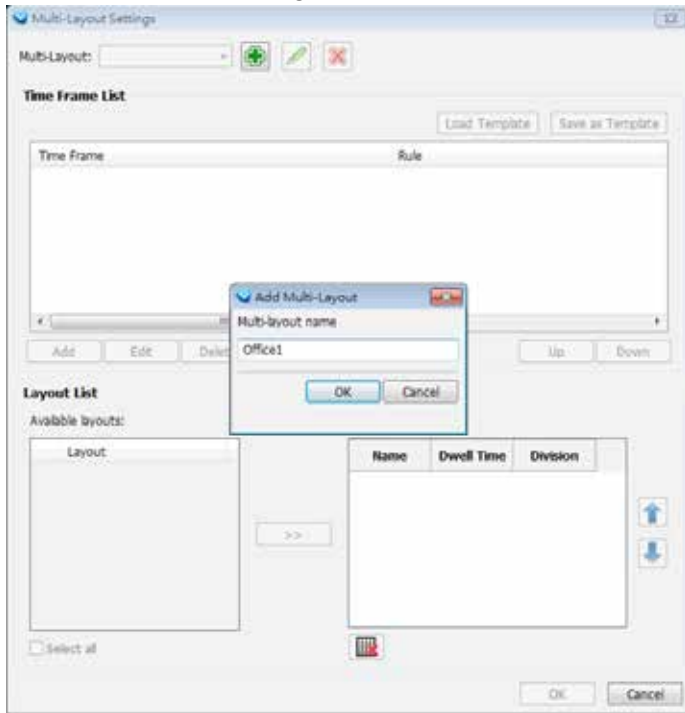 Multi-Layout Settings
Multi-Layout:
Time Frame List
Load Template Save as Template
Time Frame Rule
Add Multi-Layout
Multi-layout name
Office1
Add Edit Delet Up Down
OK Cancel
Layout List
Available layouts:
Layout
Name Dwell Time Division
>>
Select all
OK Cancel